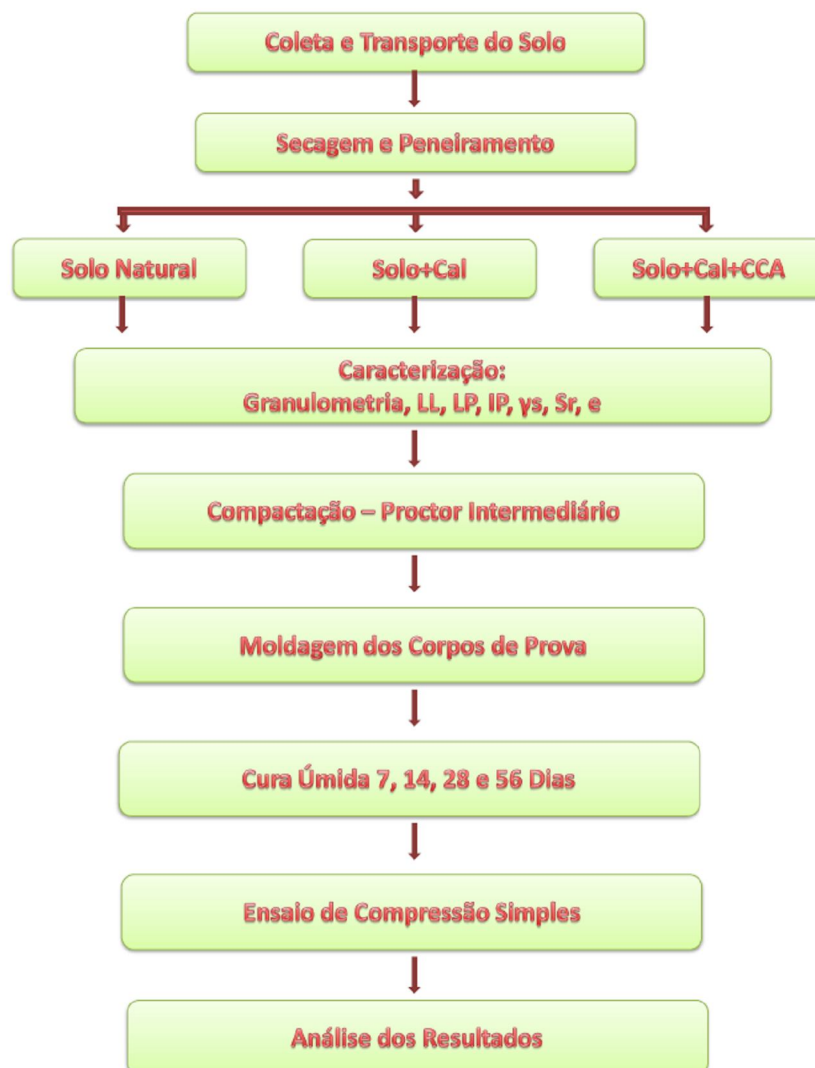 Coleta e Transporte do Solo
Secagem e Peneiramento
Solo Natural
Solo+Cal
Solo+Cal+CCA
Caracterização:
Granulometria, LL, LP, IP, γs, Sr, e
Compactação – Proctor Intermediário
Moldagem dos Corpos de Prova
Cura Úmida 7, 14, 28 e 56 Dias
Ensaio de Compressão Simples
Análise dos Resultados